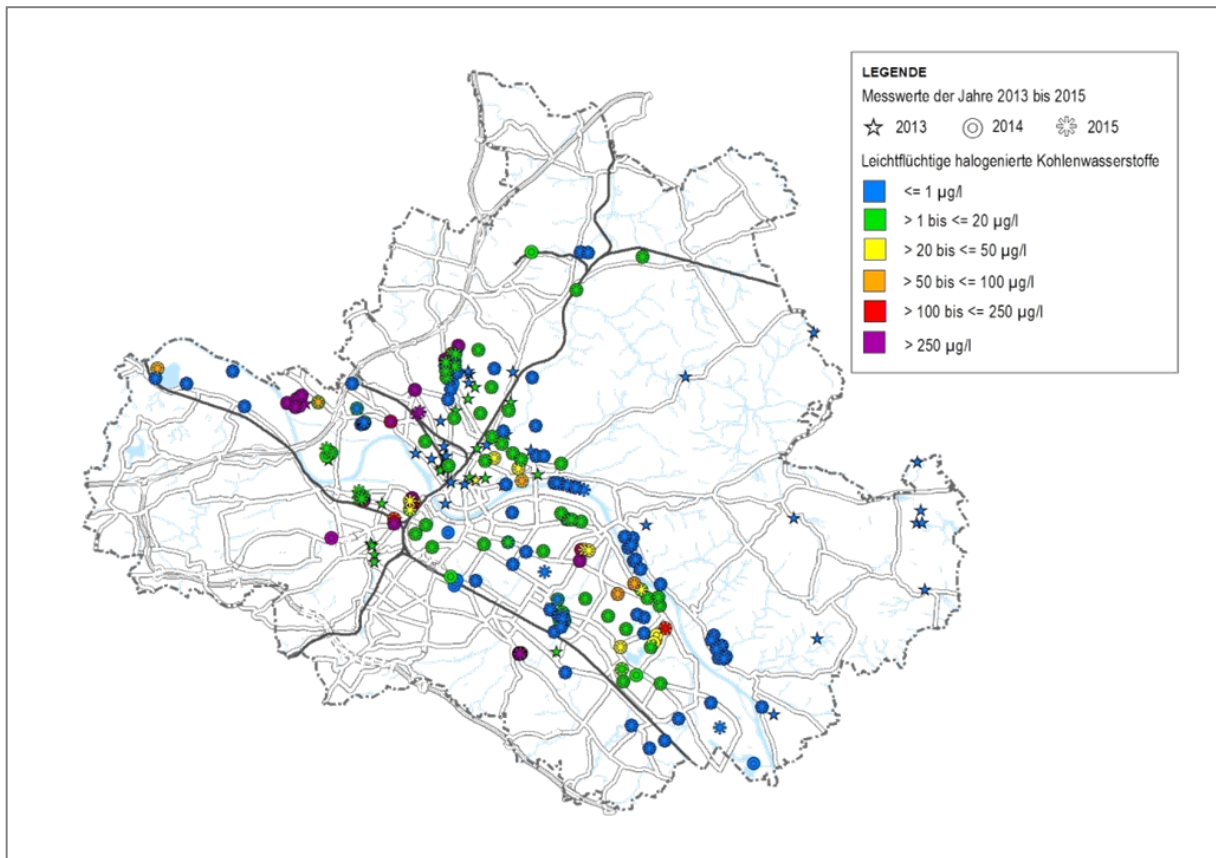 LEGENDE
Messwerte der Jahre 2013 bis 2015
2013 2014 2015
Leichtflüchtige halogenierte Kohlenwasserstoffe
<= 1 µg/l
> 1 bis <= 20 µg/l
> 20 bis <= 50 µg/l
> 50 bis <= 100 µg/l
> 100 bis <= 250 µg/l
> 250 µg/l